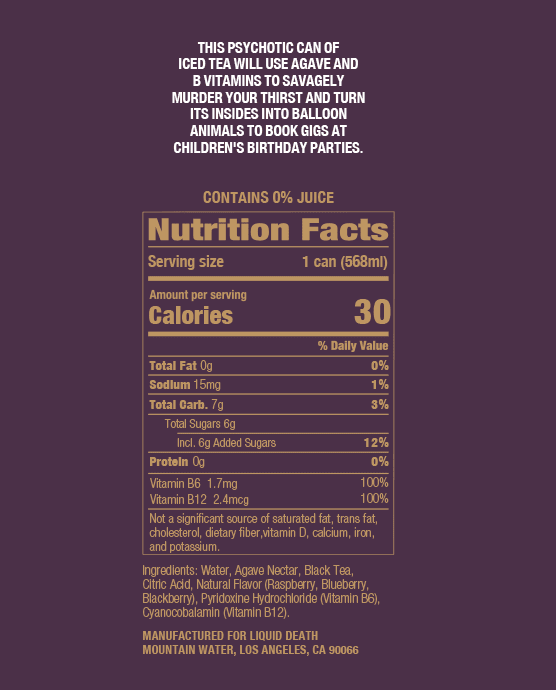 THIS PSYCHOTIC CAN OF
ICED TEA WILL USE AGAVE AND
B VITAMINS TO SAVAGELY
MURDER YOUR THIRST AND TURN
ITS INSIDES INTO BALLOON
ANIMALS TO BOOK GIGS AT
CHILDREN'S BIRTHDAY PARTIES.
CONTAINS 0% JUICE
Nutrition Facts
Serving size 1 can (568ml)
Amount per serving
Calories 30
% Daily Value
Total Fat 0g 0%
Sodium 15mg 1%
Total Carb. 7g 3%
Total Sugars 6g
Incl. 6g Added Sugars 12%
Protein 0g 0%
Vitamin B6 1.7mg 100%
Vitamin B12 2.4mcg 100%
Not a significant source of saturated fat, trans fat,
cholesterol, dietary fiber,vitamin D, calcium, iron,
and potassium.
Ingredients: Water, Agave Nectar, Black Tea,
Citric Acid, Natural Flavor (Raspberry, Blueberry,
Blackberry), Pyridoxine Hydrochloride (Vitamin B6),
Cyanocobalamin (Vitamin B12).
MANUFACTURED FOR LIQUID DEATH
MOUNTAIN WATER, LOS ANGELES, CA 90066